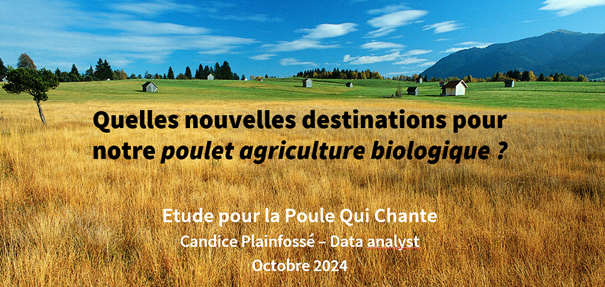 Quelles nouvelles destinations pour
notre poulet agriculture biologique ?
Etude pour la Poule Qui Chante
Candice Plainfossé – Data analyst
Octobre 2024